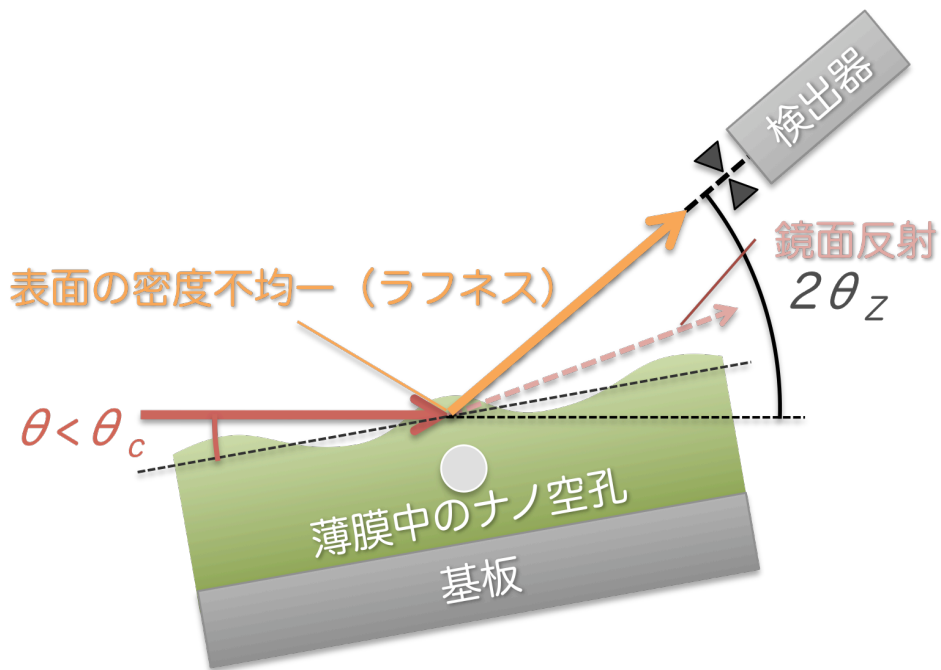 検出器
鏡面反射
2θz
表面の密度不均一（ラフネス）
θ<θc
薄膜中のナノ空孔
基板